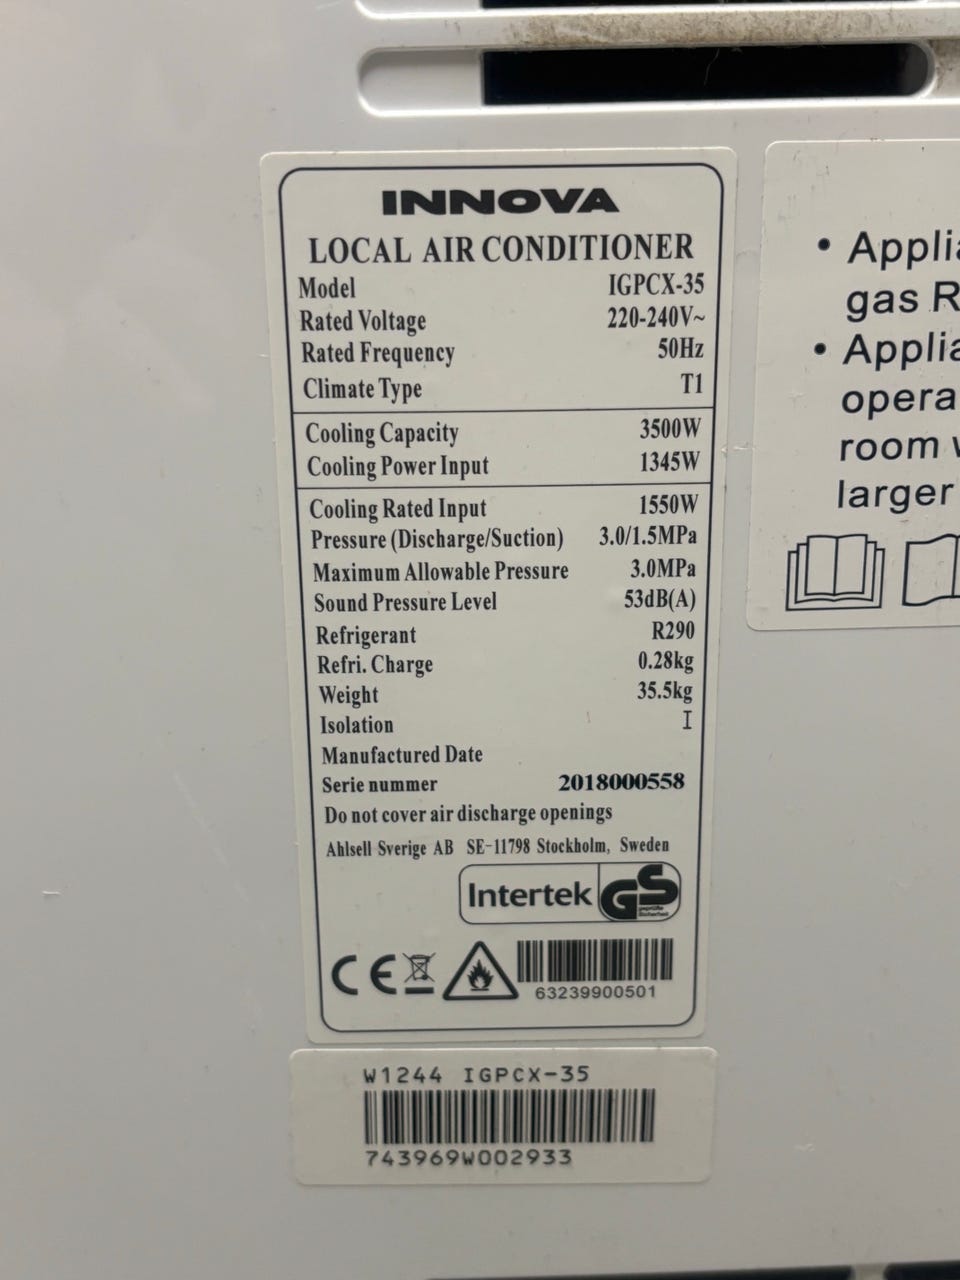 INNOVA
LOCAL AIR CONDITIONER
Model IGPCX-35
Rated Voltage 220-240V~
Rated Frequency 50Hz
Climate Type T1
Cooling Capacity 3500W
Cooling Power Input 1345W
Cooling Rated Input 1550W
Pressure (Discharge/Suction) 3.0/1.5MPa
Maximum Allowable Pressure 3.0MPa
Sound Pressure Level 53dB(A)
Refrigerant R290
Refri. Charge 0.28kg
Weight 35.5kg
Isolation I
Manufactured Date
Serie nummer 2018000558
Do not cover air discharge openings
Ahlsell Sverige AB SE-11798 Stockholm, Sweden
Intertek GS geprüfte Sicherheit
CE
63239900501
W1244 IGPCX-35
743969W002933
• Applia
gas R
• Applia
opera
room
larger